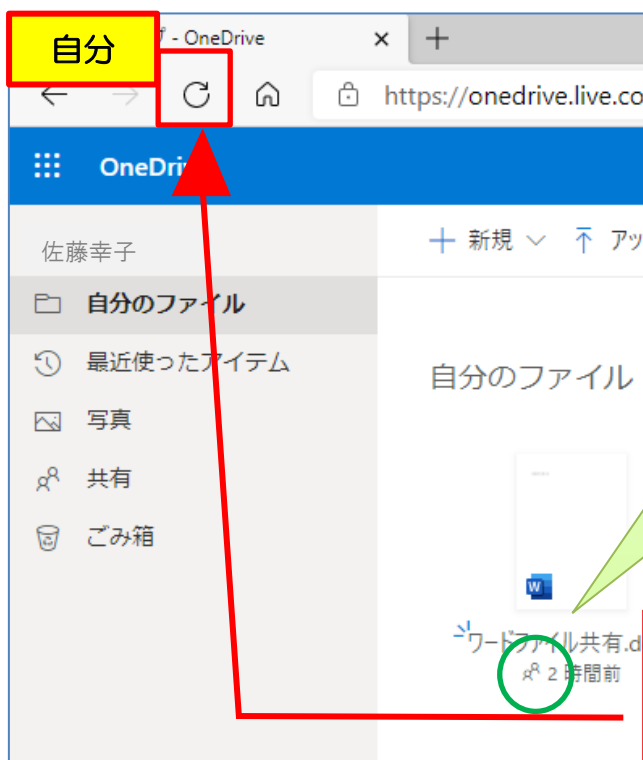 自分
- OneDrive
https://onedrive.live.co
OneDri
佐藤幸子
新規
アッ
自分のファイル
最近使ったアイテム
写真
共有
ごみ箱
自分のファイル
W
ワードファイル共有.d
2 時間前